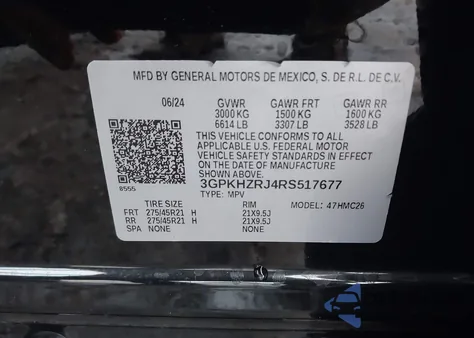 MFD BY GENERAL MOTORS DE MEXICO, S. DE R.L. DE C.V.
06/24 GVWR GAWR FRT GAWR RR
3000 KG 1500 KG 1600 KG
6614 LB 3307 LB 3528 LB
THIS VEHICLE CONFORMS TO ALL
APPLICABLE U.S. FEDERAL MOTOR
VEHICLE SAFETY STANDARDS IN EFFECT
ON THE DATE OF MANUFACTURE
SHOWN ABOVE.
3GPKHZRJ4RS517677
8555 TYPE: MPV
TIRE SIZE RIM MODEL: 47HMC26
FRT 275/45R21 H 21X9.5J
RR 275/45R21 H 21X9.5J
SPA NONE NONE